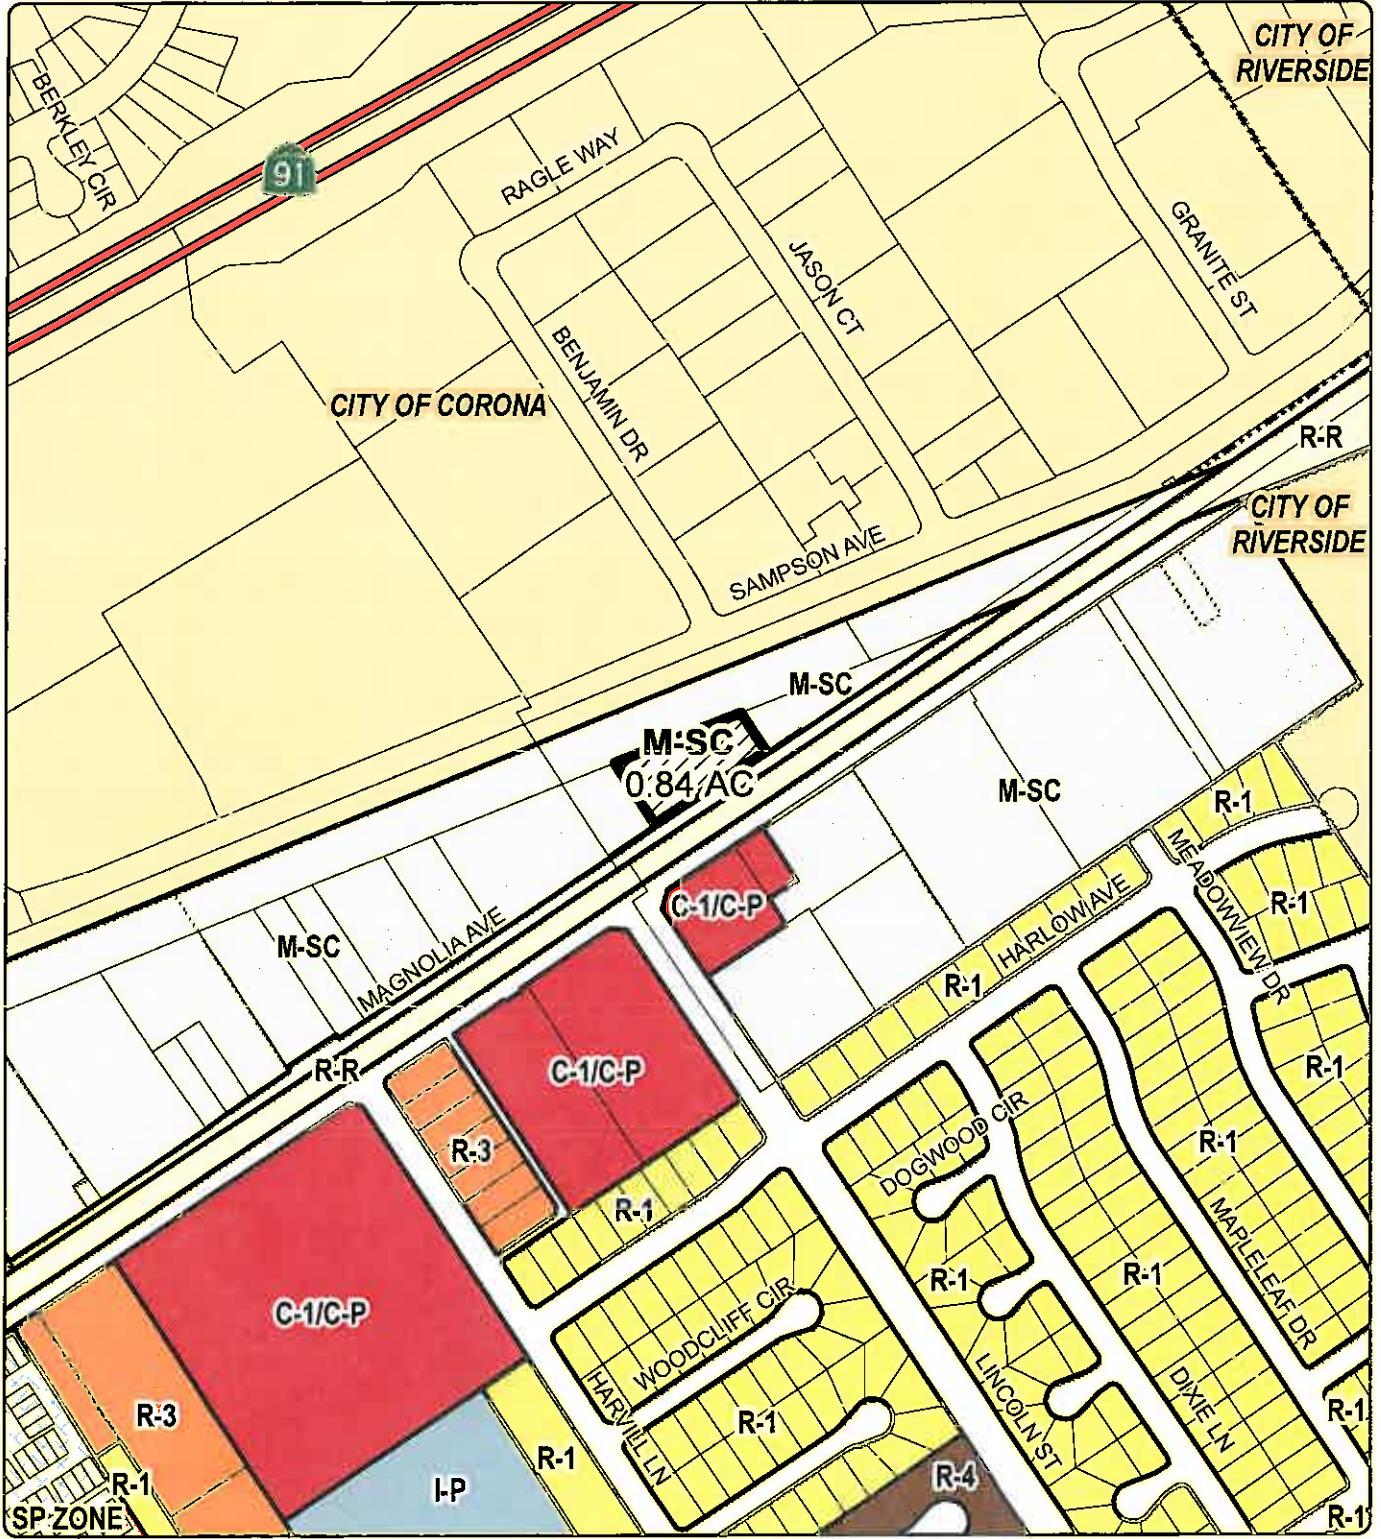 CITY OF
RIVERSIDE
BERKLEY CIR
91
RAGLE WAY
GRANITE ST
JASON CT
BENJAMIN DR
CITY OF CORONA
R-R
CITY OF
RIVERSIDE
SAMPSON AVE
M-SC
M-SC
0.84 AC
M-SC
R-1
MEADOWVIEW DR
C-1/C-P
R-1
HARLOW AVE
M-SC
MAGNOLIA AVE
R-1
R-R
C-1/C-P
R-1
DOGWOOD CIR
R-3
R-1
R-1
MAPLELEAF DR
R-1
R-1
C-1/C-P
WOODCLIFF CIR
HARVILL LN
LINCOLN ST
DIXIE LN
R-3
R-1
R-1
R-1
R-1
I-P
R-4
SP ZONE
R-1